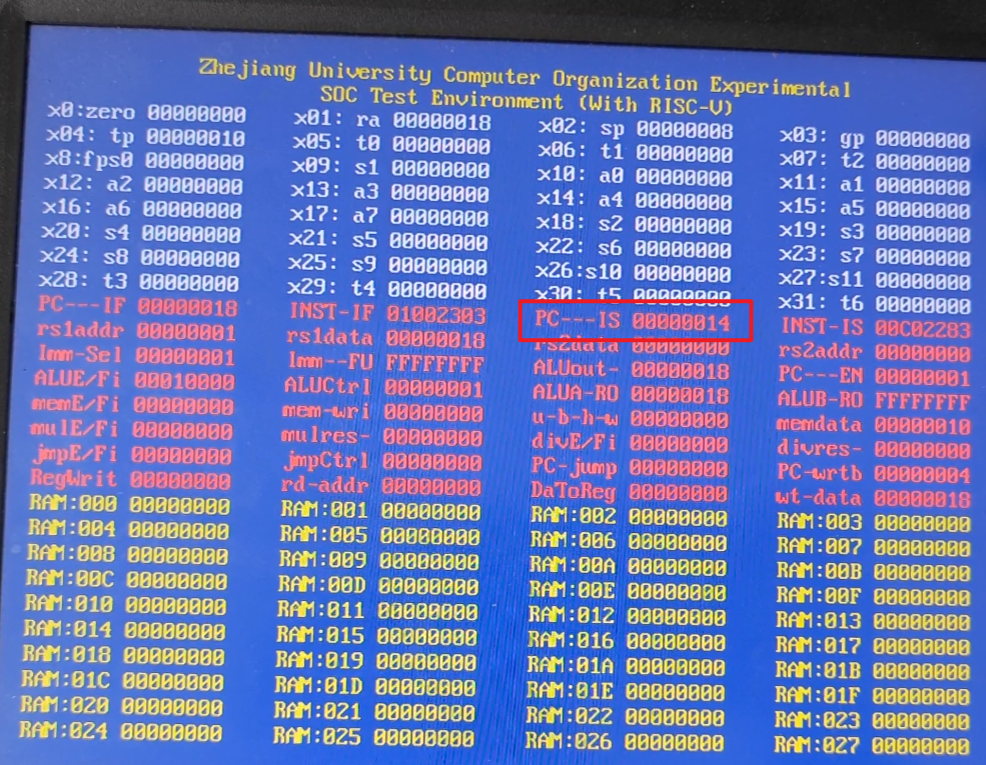 Zhejiang University Computer Organization Experimental
SOC Test Environment (With RISC-V)
x0:zero 00000000 x01: ra 00000018 x02: sp 00000008 x03: gp 00000000
x04: tp 00000010 x05: t0 00000000 x06: t1 00000000 x07: t2 00000000
x8:fps0 00000000 x09: s1 00000000 x10: a0 00000000 x11: a1 00000000
x12: a2 00000000 x13: a3 00000000 x14: a4 00000000 x15: a5 00000000
x16: a6 00000000 x17: a7 00000000 x18: s2 00000000 x19: s3 00000000
x20: s4 00000000 x21: s5 00000000 x22: s6 00000000 x23: s7 00000000
x24: s8 00000000 x25: s9 00000000 x26:s10 00000000 x27:s11 00000000
x28: t3 00000000 x29: t4 00000000 x30: t5 00000000 x31: t6 00000000
PC---IF 00000018 INST-IF 01002303 PC---IS 00000014 INST-IS 00C02283
rs1addr 00000001 rs1data 00000018 rs2data 00000000 rs2addr 00000000
Imm-Sel 00000001 Imm--FU FFFFFFFF ALUout- 00000018 PC---EN 00000001
ALUE/Fi 00010000 ALUCtrl 00000001 ALUA-RO 00000018 ALUB-RO FFFFFFFF
memE/Fi 00000000 mem-wri 00000000 u-b-h-w 00000000 memdata 00000010
mulE/Fi 00000000 mulres- 00000000 divE/Fi 00000000 divres- 00000000
jmpE/Fi 00000000 jmpCtrl 00000000 PC-jump 00000000 PC-wrtb 00000004
RegWrit 00000000 rd-addr 00000000 DaToReg 00000000 wt-data 00000018
RAM:000 00000000 RAM:001 00000000 RAM:002 00000000 RAM:003 00000000
RAM:004 00000000 RAM:005 00000000 RAM:006 00000000 RAM:007 00000000
RAM:008 00000000 RAM:009 00000000 RAM:00A 00000000 RAM:00B 00000000
RAM:00C 00000000 RAM:00D 00000000 RAM:00E 00000000 RAM:00F 00000000
RAM:010 00000000 RAM:011 00000000 RAM:012 00000000 RAM:013 00000000
RAM:014 00000000 RAM:015 00000000 RAM:016 00000000 RAM:017 00000000
RAM:018 00000000 RAM:019 00000000 RAM:01A 00000000 RAM:01B 00000000
RAM:01C 00000000 RAM:01D 00000000 RAM:01E 00000000 RAM:01F 00000000
RAM:020 00000000 RAM:021 00000000 RAM:022 00000000 RAM:023 00000000
RAM:024 00000000 RAM:025 00000000 RAM:026 00000000 RAM:027 00000000